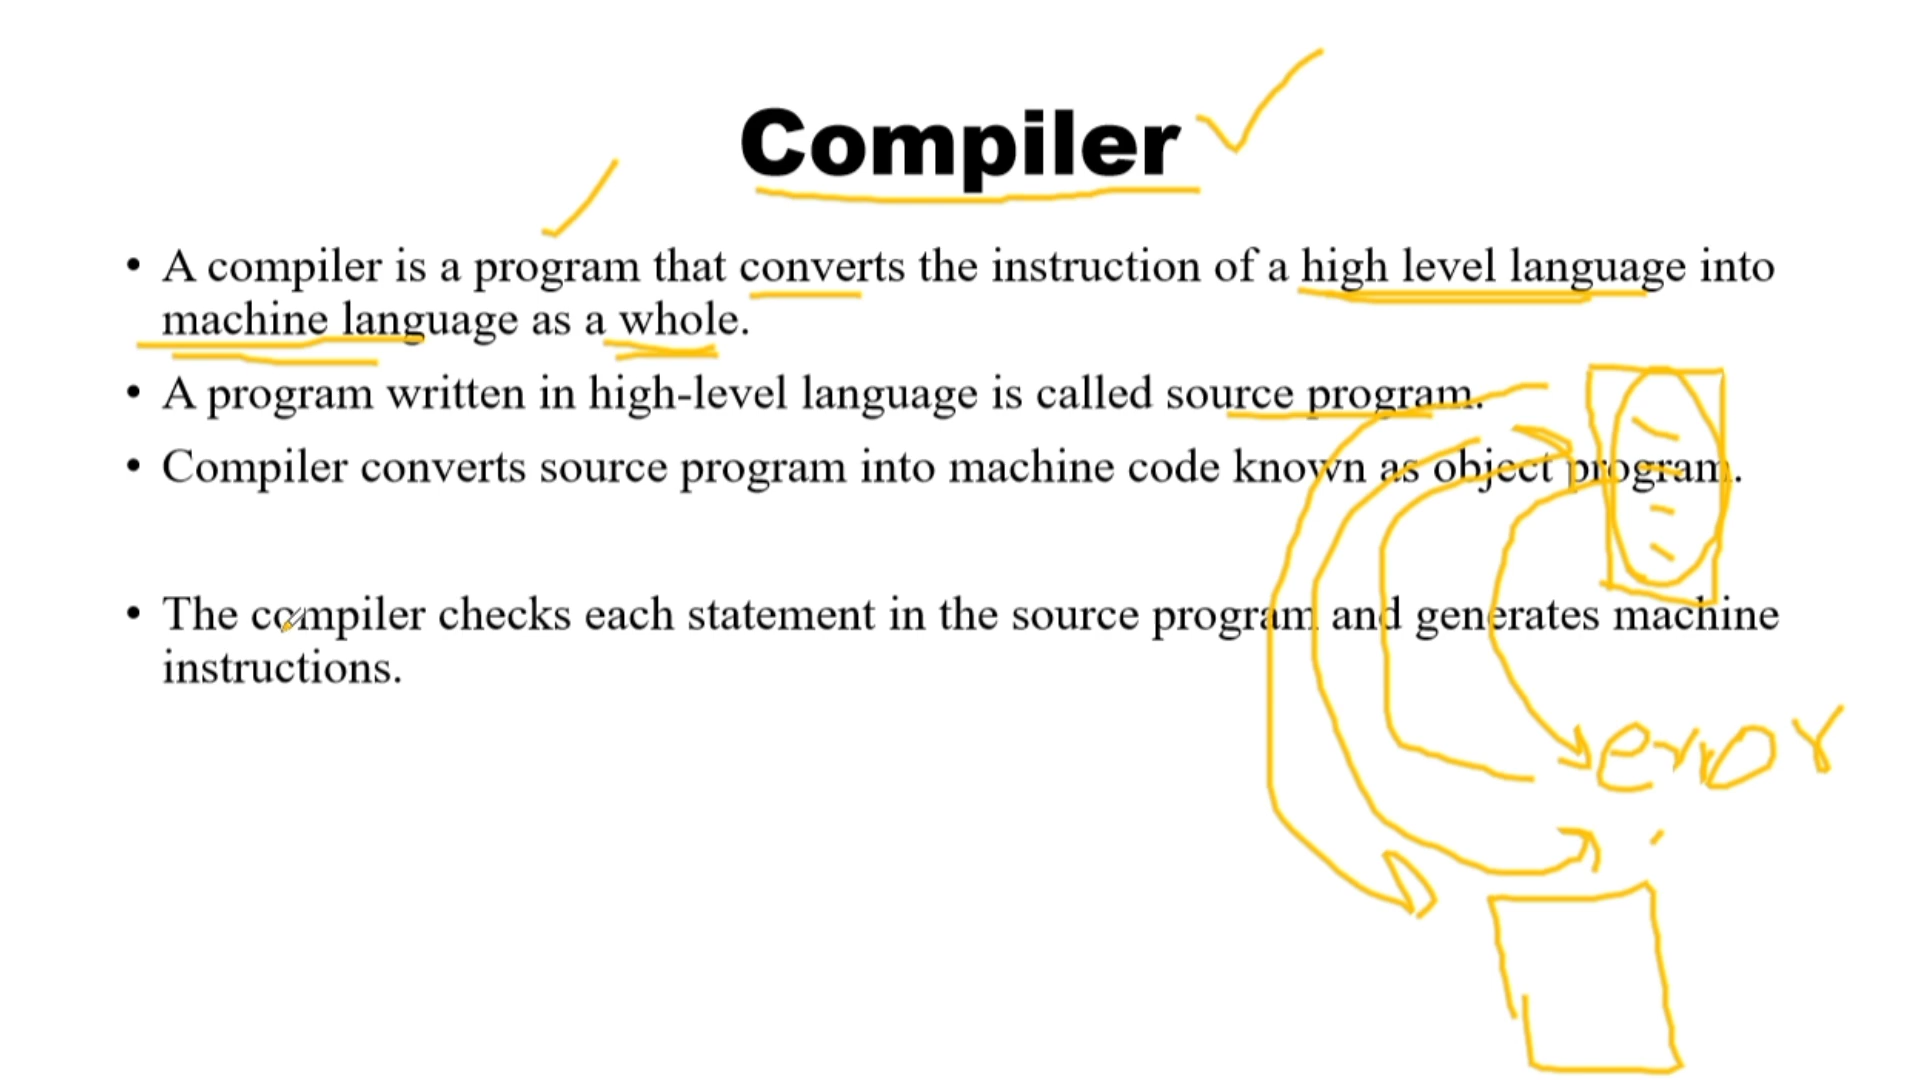 Compiler
• A compiler is a program that converts the instruction of a high level language into
machine language as a whole.
• A program written in high-level language is called source program.
• Compiler converts source program into machine code known as object program.
• The compiler checks each statement in the source program and generates machine
instructions.
error